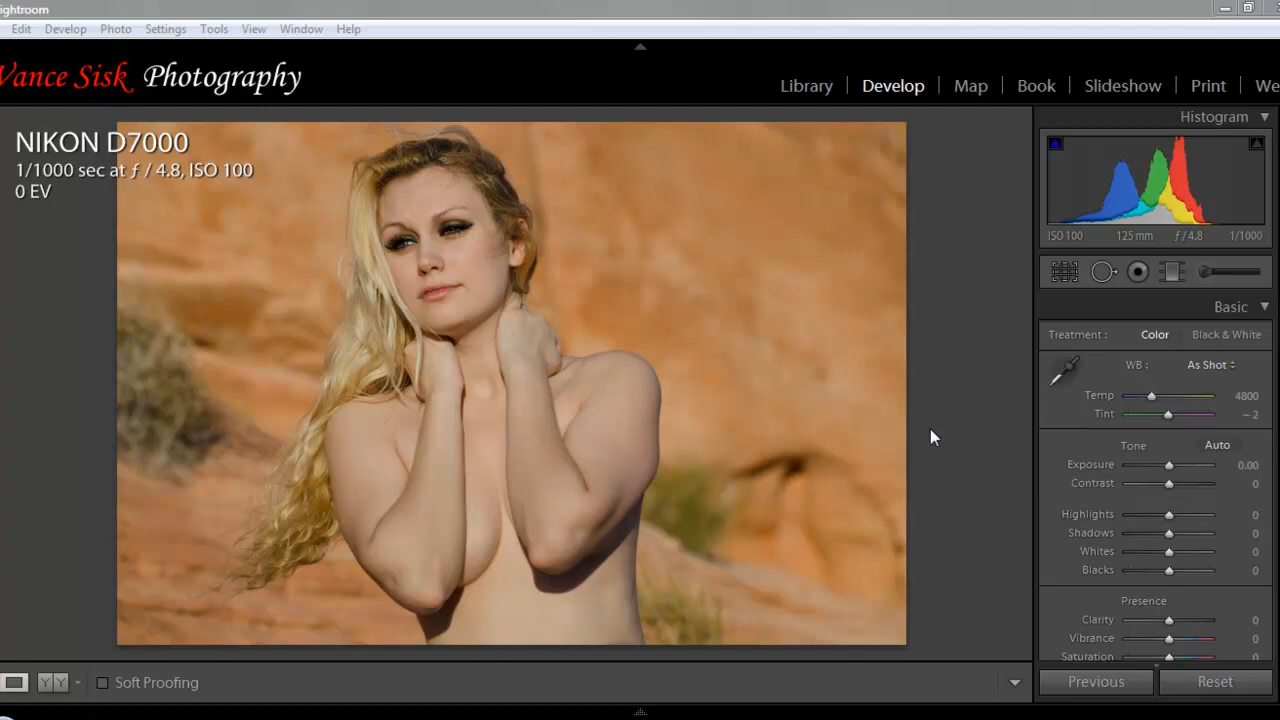 ightroom
Edit Develop Photo Settings Tools View Window Help
Vance Sisk Photography
Library Develop Map Book Slideshow Print We
NIKON D7000
1/1000 sec at ƒ / 4.8, ISO 100
0 EV
Histogram
ISO 100 125 mm ƒ / 4.8 1/1000
Basic
Treatment : Color Black & White
WB : As Shot
Temp 4800
Tint – 2
Tone Auto
Exposure 0.00
Contrast 0
Highlights 0
Shadows 0
Whites 0
Blacks 0
Presence
Clarity 0
Vibrance 0
Saturation 0
Y Y Soft Proofing
Previous Reset